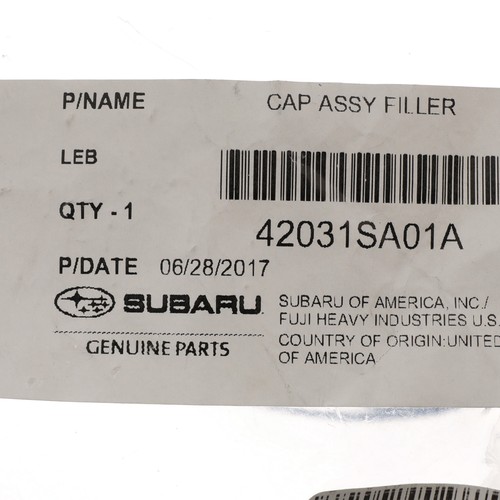 P/NAME CAP ASSY FILLER
LEB
QTY - 1
42031SA01A
P/DATE 06/28/2017
SUBARU
GENUINE PARTS
SUBARU OF AMERICA, INC./
FUJI HEAVY INDUSTRIES U.S.
COUNTRY OF ORIGIN:UNITED
OF AMERICA